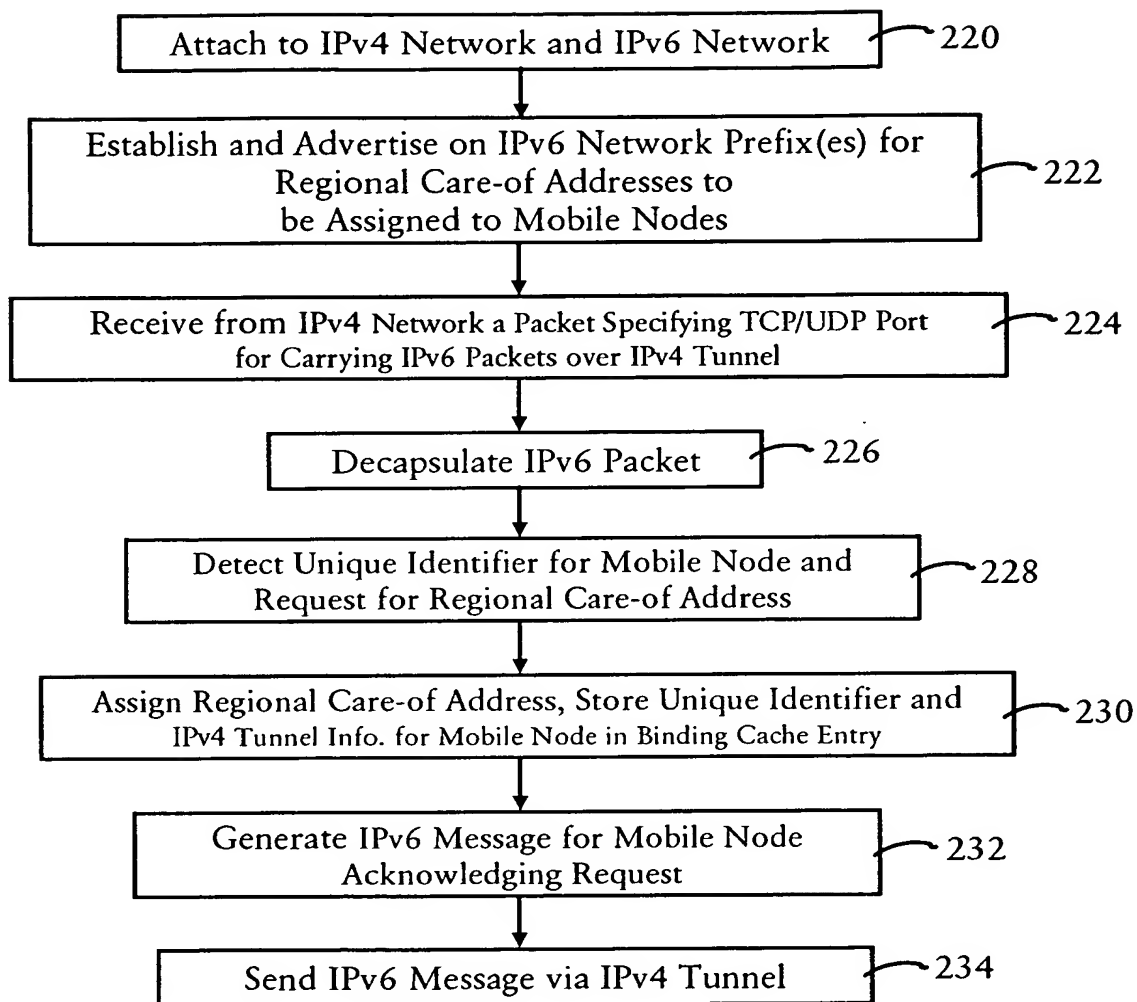 Attach to IPv4 Network and IPv6 Network
220
Establish and Advertise on IPv6 Network Prefix(es) for
Regional Care-of Addresses to
be Assigned to Mobile Nodes
222
Receive from IPv4 Network a Packet Specifying TCP/UDP Port
for Carrying IPv6 Packets over IPv4 Tunnel
224
Decapsulate IPv6 Packet
226
Detect Unique Identifier for Mobile Node and
Request for Regional Care-of Address
228
Assign Regional Care-of Address, Store Unique Identifier and
IPv4 Tunnel Info. for Mobile Node in Binding Cache Entry
230
Generate IPv6 Message for Mobile Node
Acknowledging Request
232
Send IPv6 Message via IPv4 Tunnel
234